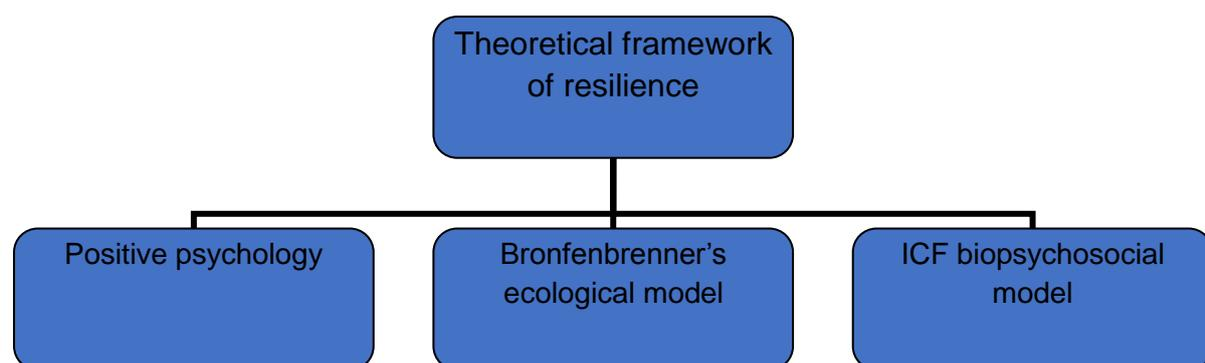 Theoretical framework
of resilience
Positive psychology
Bronfenbrenner’s
ecological model
ICF biopsychosocial
model